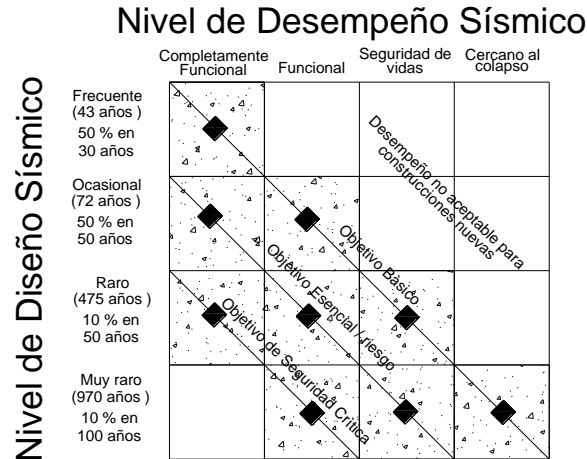 Nivel de Desempeño Sísmico
Nivel de Diseño Sísmico
Completamente
Funcional
Funcional
Seguridad de
vidas
Cercano al
colapso
Frecuente
(43 años )
50 % en
30 años
Ocasional
(72 años )
50 % en
50 años
Raro
(475 años )
10 % en
50 años
Muy raro
(970 años )
10 % en
100 años
Desempeño no aceptable para
construcciones nuevas
Objetivo Básico
Objetivo Esencial /riesgo
Objetivo de Seguridad Crítica